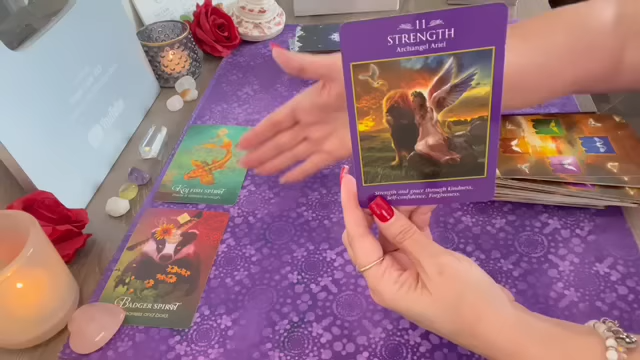 11
STRENGTH
Archangel Ariel
Strength and grace through kindness.
Self-confidence. Forgiveness.
KOI FISH SPIRIT
BADGER SPIRIT